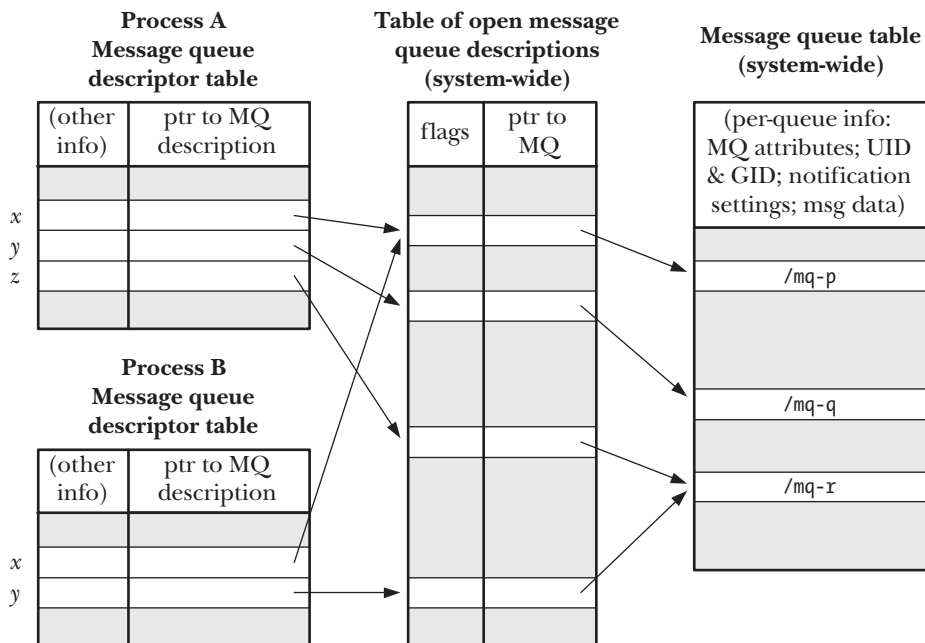 Process A
Message queue
descriptor table
(other
info)
ptr to MQ
description
x
y
z
Process B
Message queue
descriptor table
(other
info)
ptr to MQ
description
x
y
Table of open message
queue descriptions
(system-wide)
flags
ptr to
MQ
Message queue table
(system-wide)
(per-queue info:
MQ attributes; UID
& GID; notification
settings; msg data)
/mq-p
/mq-q
/mq-r